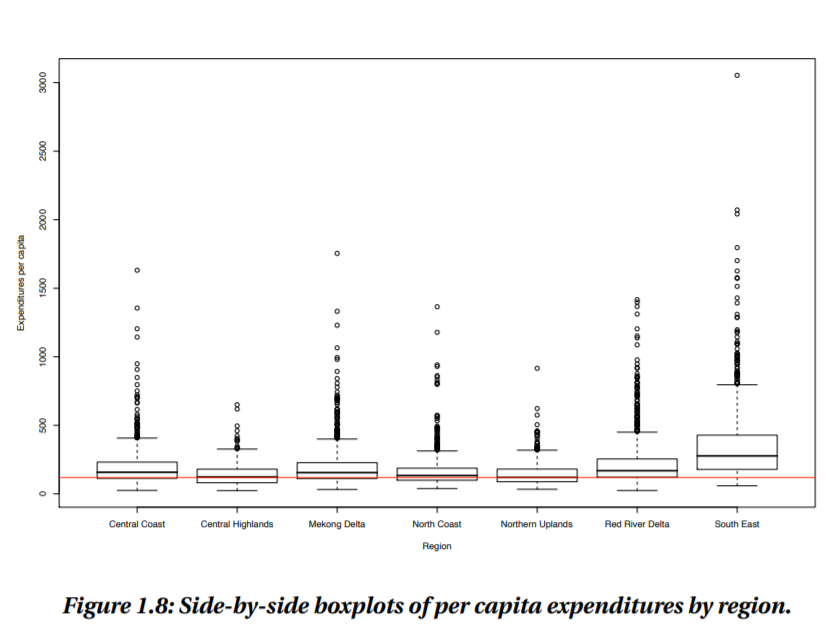 3000
2500
2000
1500
1000
500
0
Expenditures per capita
Central Coast Central Highlands Mekong Delta North Coast Northern Uplands Red River Delta South East
Region
Figure 1.8: Side-by-side boxplots of per capita expenditures by region.